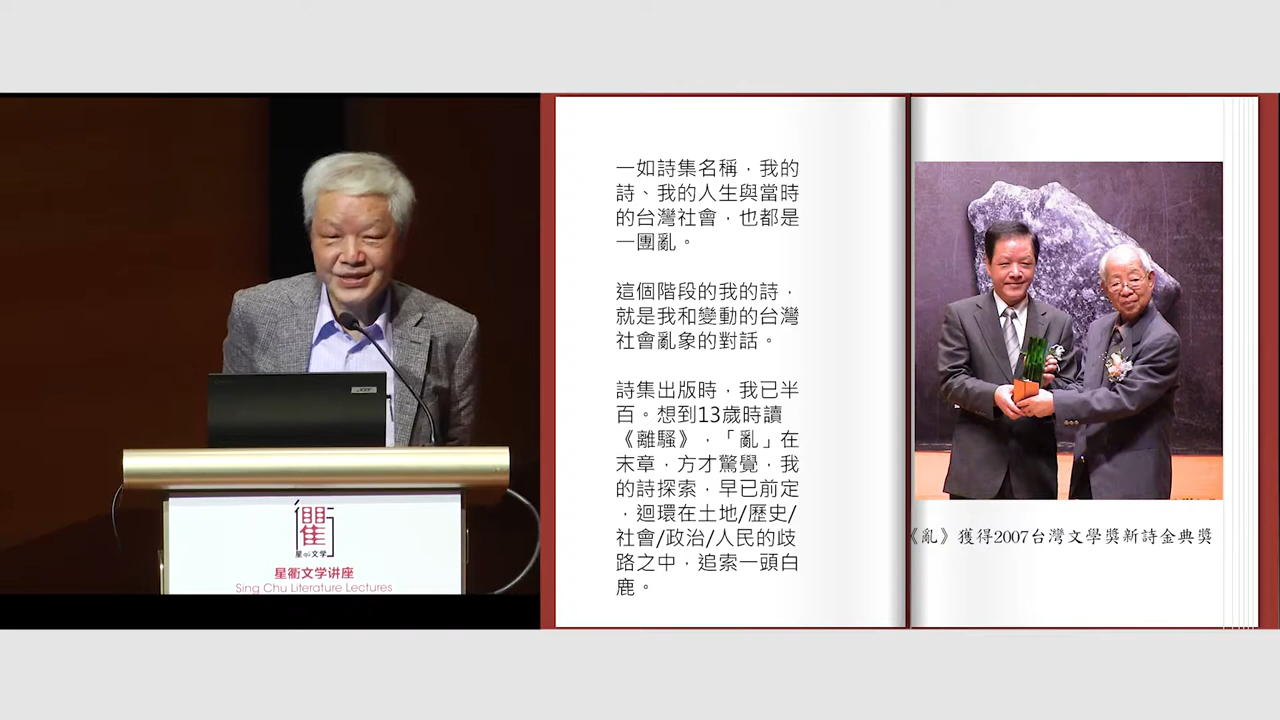 星衢文学
星衢文学讲座
Sing Chu Literature Lectures
acer
一如詩集名稱，我的
詩、我的人生與當時
的台灣社會，也都是
一團亂。
這個階段的我的詩，
就是我和變動的台灣
社會亂象的對話。
詩集出版時，我已半
百。想到13歲時讀
《離騷》，「亂」在
末章，方才驚覺，我
的詩探索，早已前定
，迴環在土地/歷史/
社會/政治/人民的歧
路之中，追索一頭白
鹿。
《亂》獲得2007台灣文學獎新詩金典獎